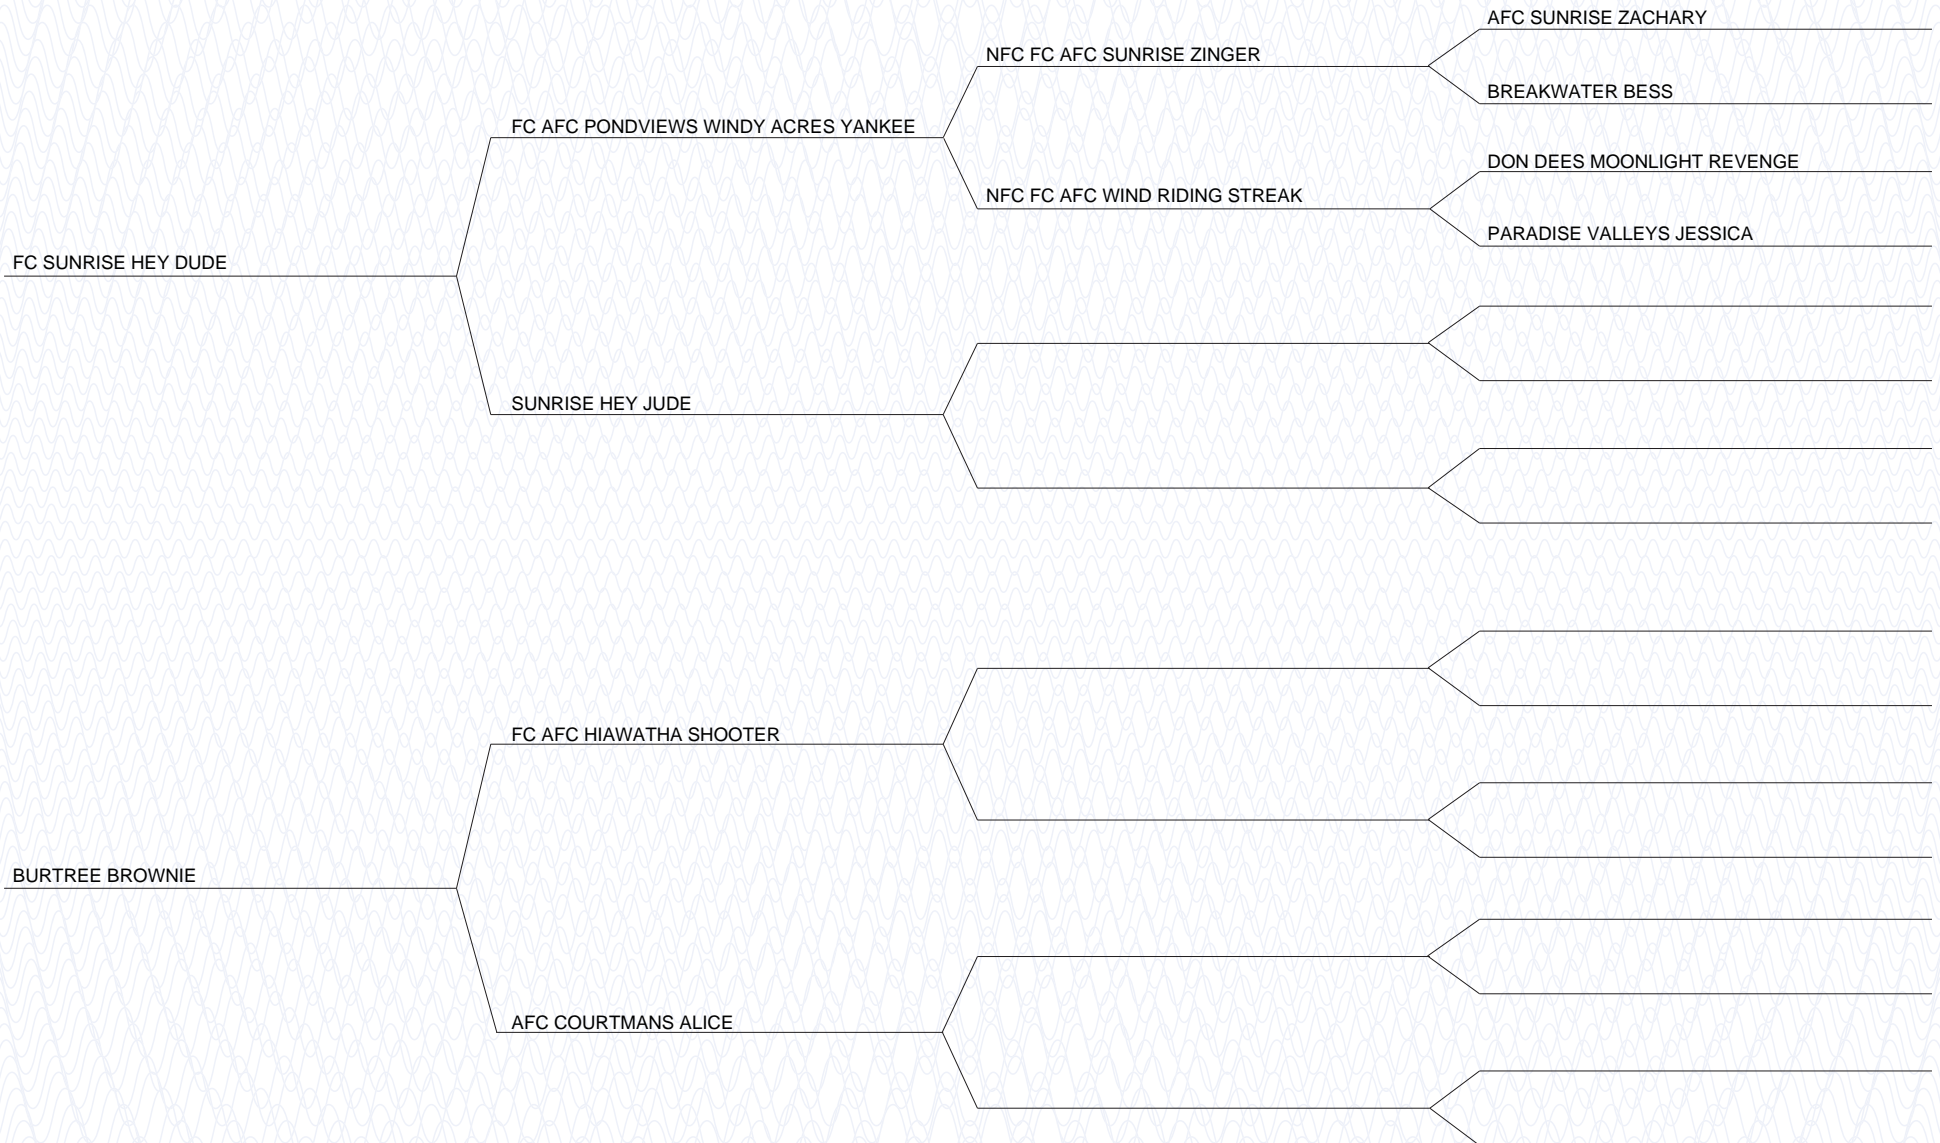 AFC SUNRISE ZACHARY
NFC FC AFC SUNRISE ZINGER
BREAKWATER BESS
FC AFC PONDVIEWS WINDY ACRES YANKEE
DON DEES MOONLIGHT REVENGE
NFC FC AFC WIND RIDING STREAK
PARADISE VALLEYS JESSICA
FC SUNRISE HEY DUDE
SUNRISE HEY JUDE
FC AFC HIAWATHA SHOOTER
BURTREE BROWNIE
AFC COURTMANS ALICE